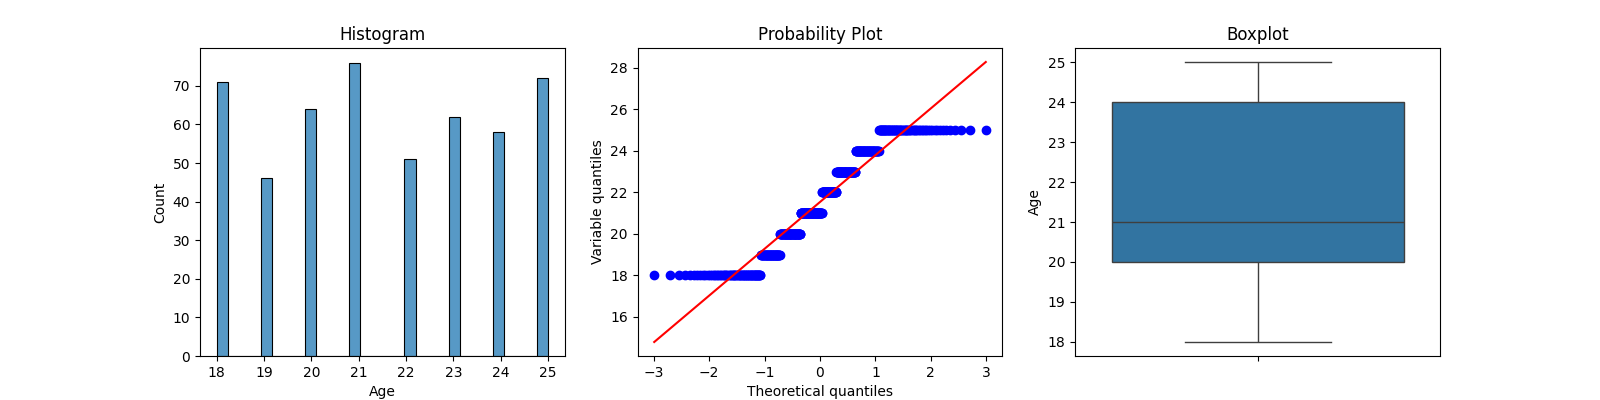 Histogram
Count
70
60
50
40
30
20
10
0
18 19 20 21 22 23 24 25
Age
Probability Plot
Variable quantiles
28
26
24
22
20
18
16
−3 −2 −1 0 1 2 3
Theoretical quantiles
Boxplot
Age
25
24
23
22
21
20
19
18